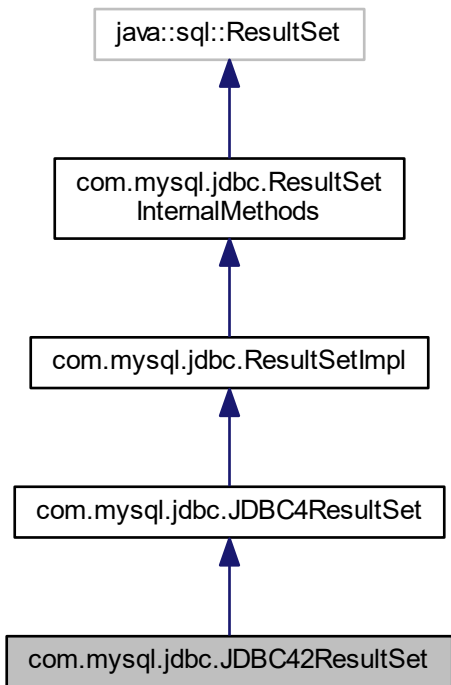 java::sql::ResultSet
com.mysql.jdbc.ResultSet
InternalMethods
com.mysql.jdbc.ResultSetImpl
com.mysql.jdbc.JDBC4ResultSet
com.mysql.jdbc.JDBC42ResultSet